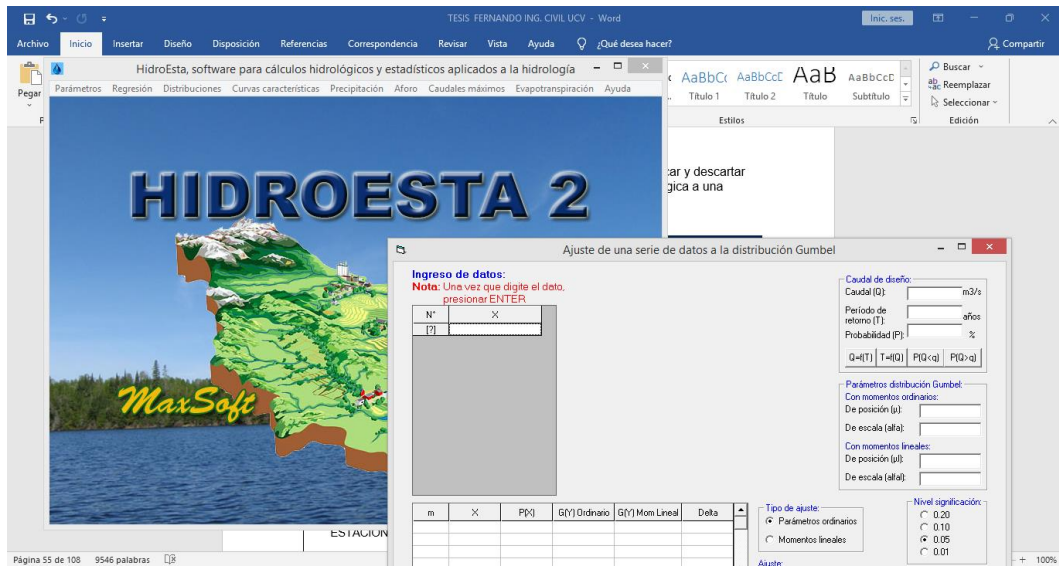 TESIS FERNANDO ING. CIVIL UCV - Word
Inic. ses.
Archivo Inicio Insertar Diseño Disposición Referencias Correspondencia Revisar Vista Ayuda ¿Qué desea hacer? Compartir
Pegar
AaBbCc AaBbCcC AaB AaBbCcD
Título 1 Título 2 Título Subtítulo
Estilos
Buscar
Reemplazar
Seleccionar
Edición
HidroEsta, software para cálculos hidrológicos y estadísticos aplicados a la hidrología
Parámetros Regresión Distribuciones Curvas características Precipitación Aforo Caudales máximos Evapotranspiración Ayuda
HIDROESTA 2
MaxSoft
ar y descartar
gica a una
ESTACION
Ajuste de una serie de datos a la distribución Gumbel
Ingreso de datos:
Nota: Una vez que digite el dato,
presionar ENTER
N° X
[?]
Caudal de diseño:
Caudal (Q): m3/s
Período de
retorno (T): años
Probabilidad (P): %
Q=f(T) T=f(Q) P(Q<q) P(Q>q)
Parámetros distribución Gumbel:
Con momentos ordinarios:
De posición (µ):
De escala (alfa):
Con momentos lineales:
De posición (µl):
De escala (alfal):
m X P(X) G(Y) Ordinario G(Y) Mom Lineal Delta
Tipo de ajuste:
Parámetros ordinarios
Momentos lineales
Ajuste:
Nivel significación:
0.20
0.10
0.05
0.01
Página 55 de 108 9546 palabras
100%